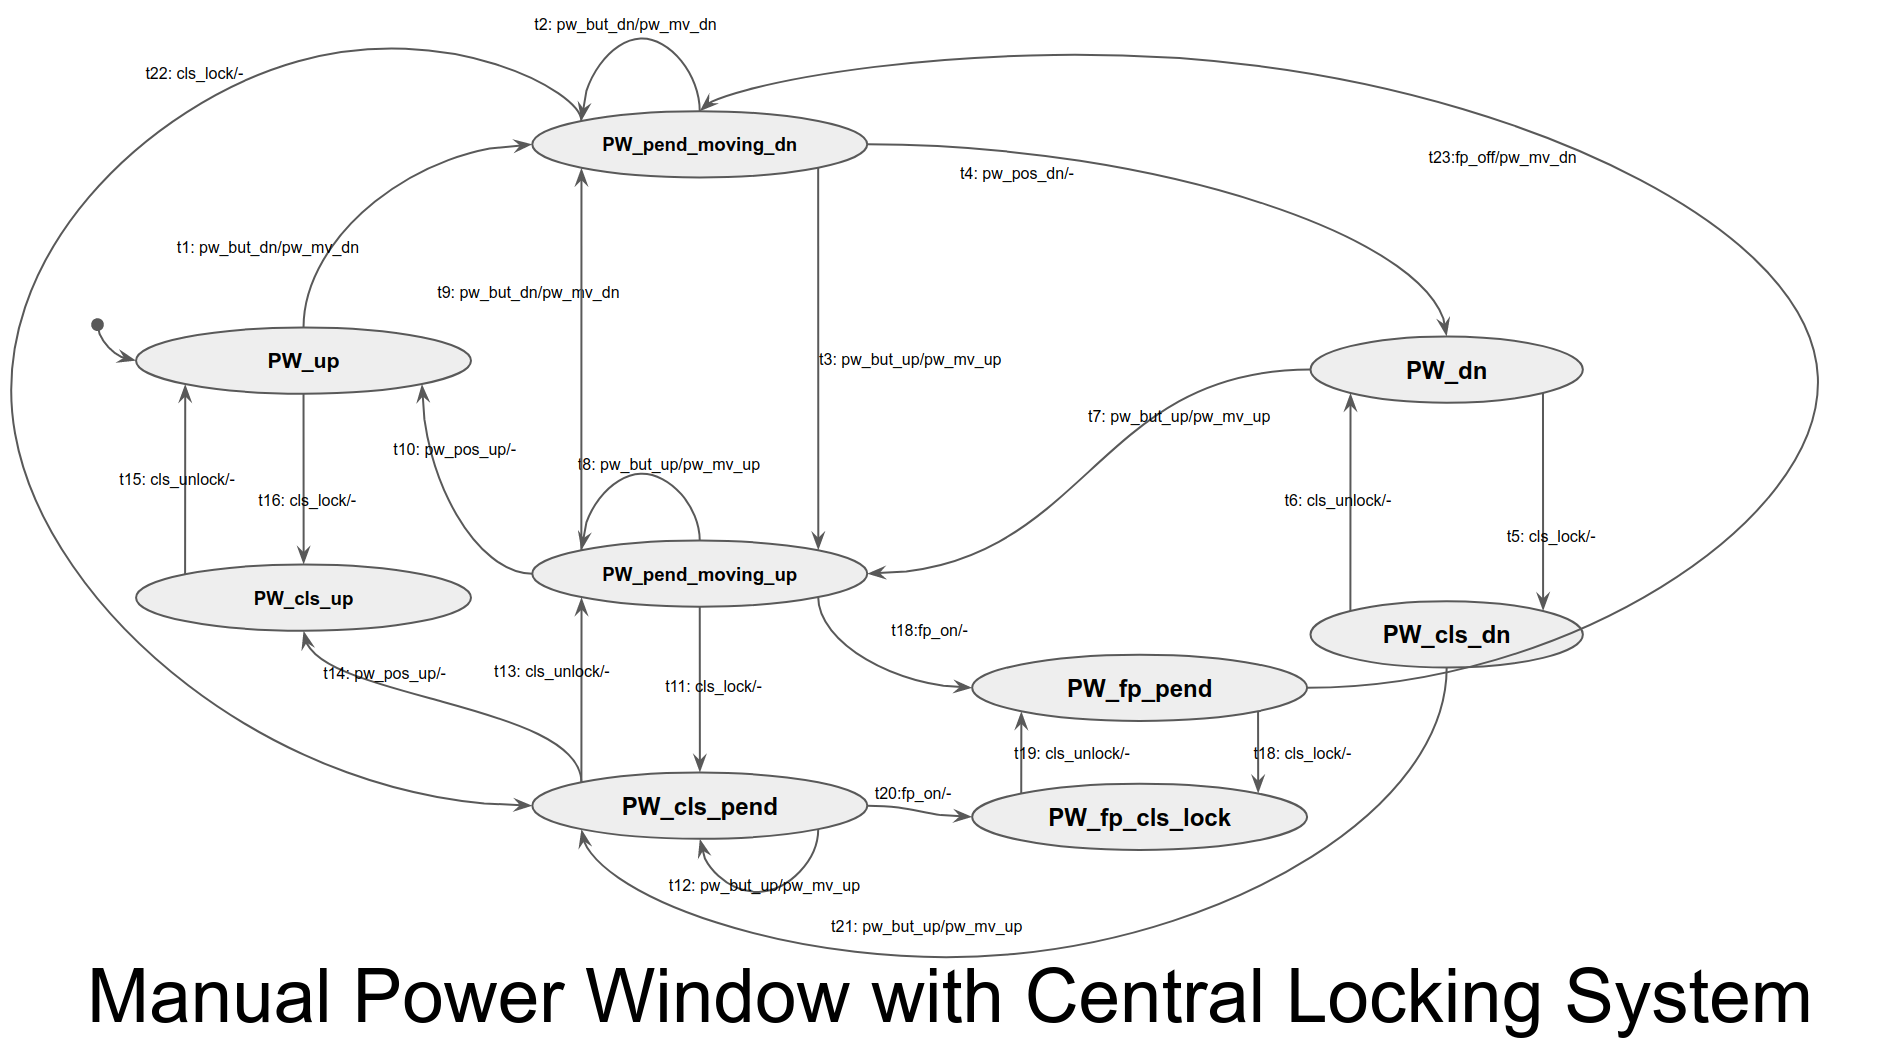 t2: pw_but_dn/pw_mv_dn
t22: cls_lock/-
PW_pend_moving_dn
t23:fp_off/pw_mv_dn
t4: pw_pos_dn/-
t1: pw_but_dn/pw_mv_dn
t9: pw_but_dn/pw_mv_dn
PW_up
t3: pw_but_up/pw_mv_up
PW_dn
t7: pw_but_up/pw_mv_up
t10: pw_pos_up/-
t8: pw_but_up/pw_mv_up
t15: cls_unlock/-
t16: cls_lock/-
t6: cls_unlock/-
t5: cls_lock/-
PW_pend_moving_up
PW_cls_up
t18:fp_on/-
PW_cls_dn
t14: pw_pos_up/-
t13: cls_unlock/-
t11: cls_lock/-
PW_fp_pend
t19: cls_unlock/-
t18: cls_lock/-
t20:fp_on/-
PW_cls_pend
PW_fp_cls_lock
t12: pw_but_up/pw_mv_up
t21: pw_but_up/pw_mv_up
Manual Power Window with Central Locking System